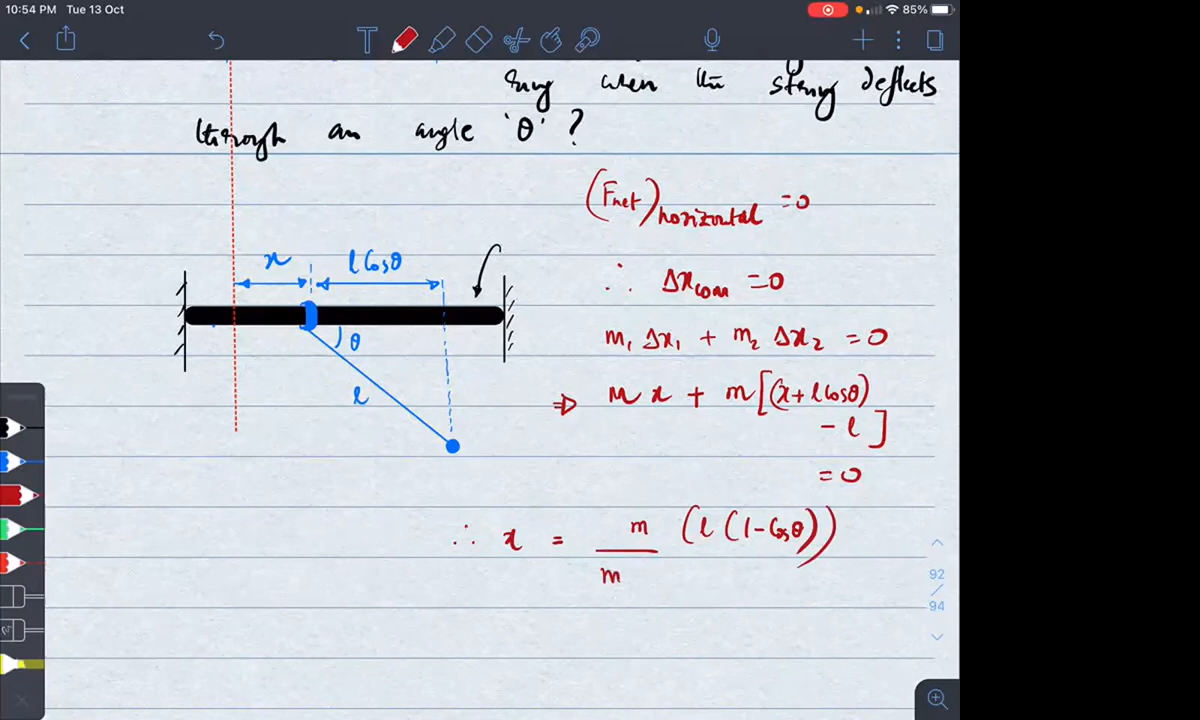 10:54 PM Tue 13 Oct
85%
T
ring when the string deflects
through an angle 'θ' ?
(Fnet)horizontal = 0
x l Cosθ
∴ Δxcom = 0
θ
m₁ Δx₁ + m₂ Δx₂ = 0
l
⇒ M x + m [(x + l Cosθ)
- l ]
= 0
∴ x = m (l (1 - Cosθ))
m
92
/
94